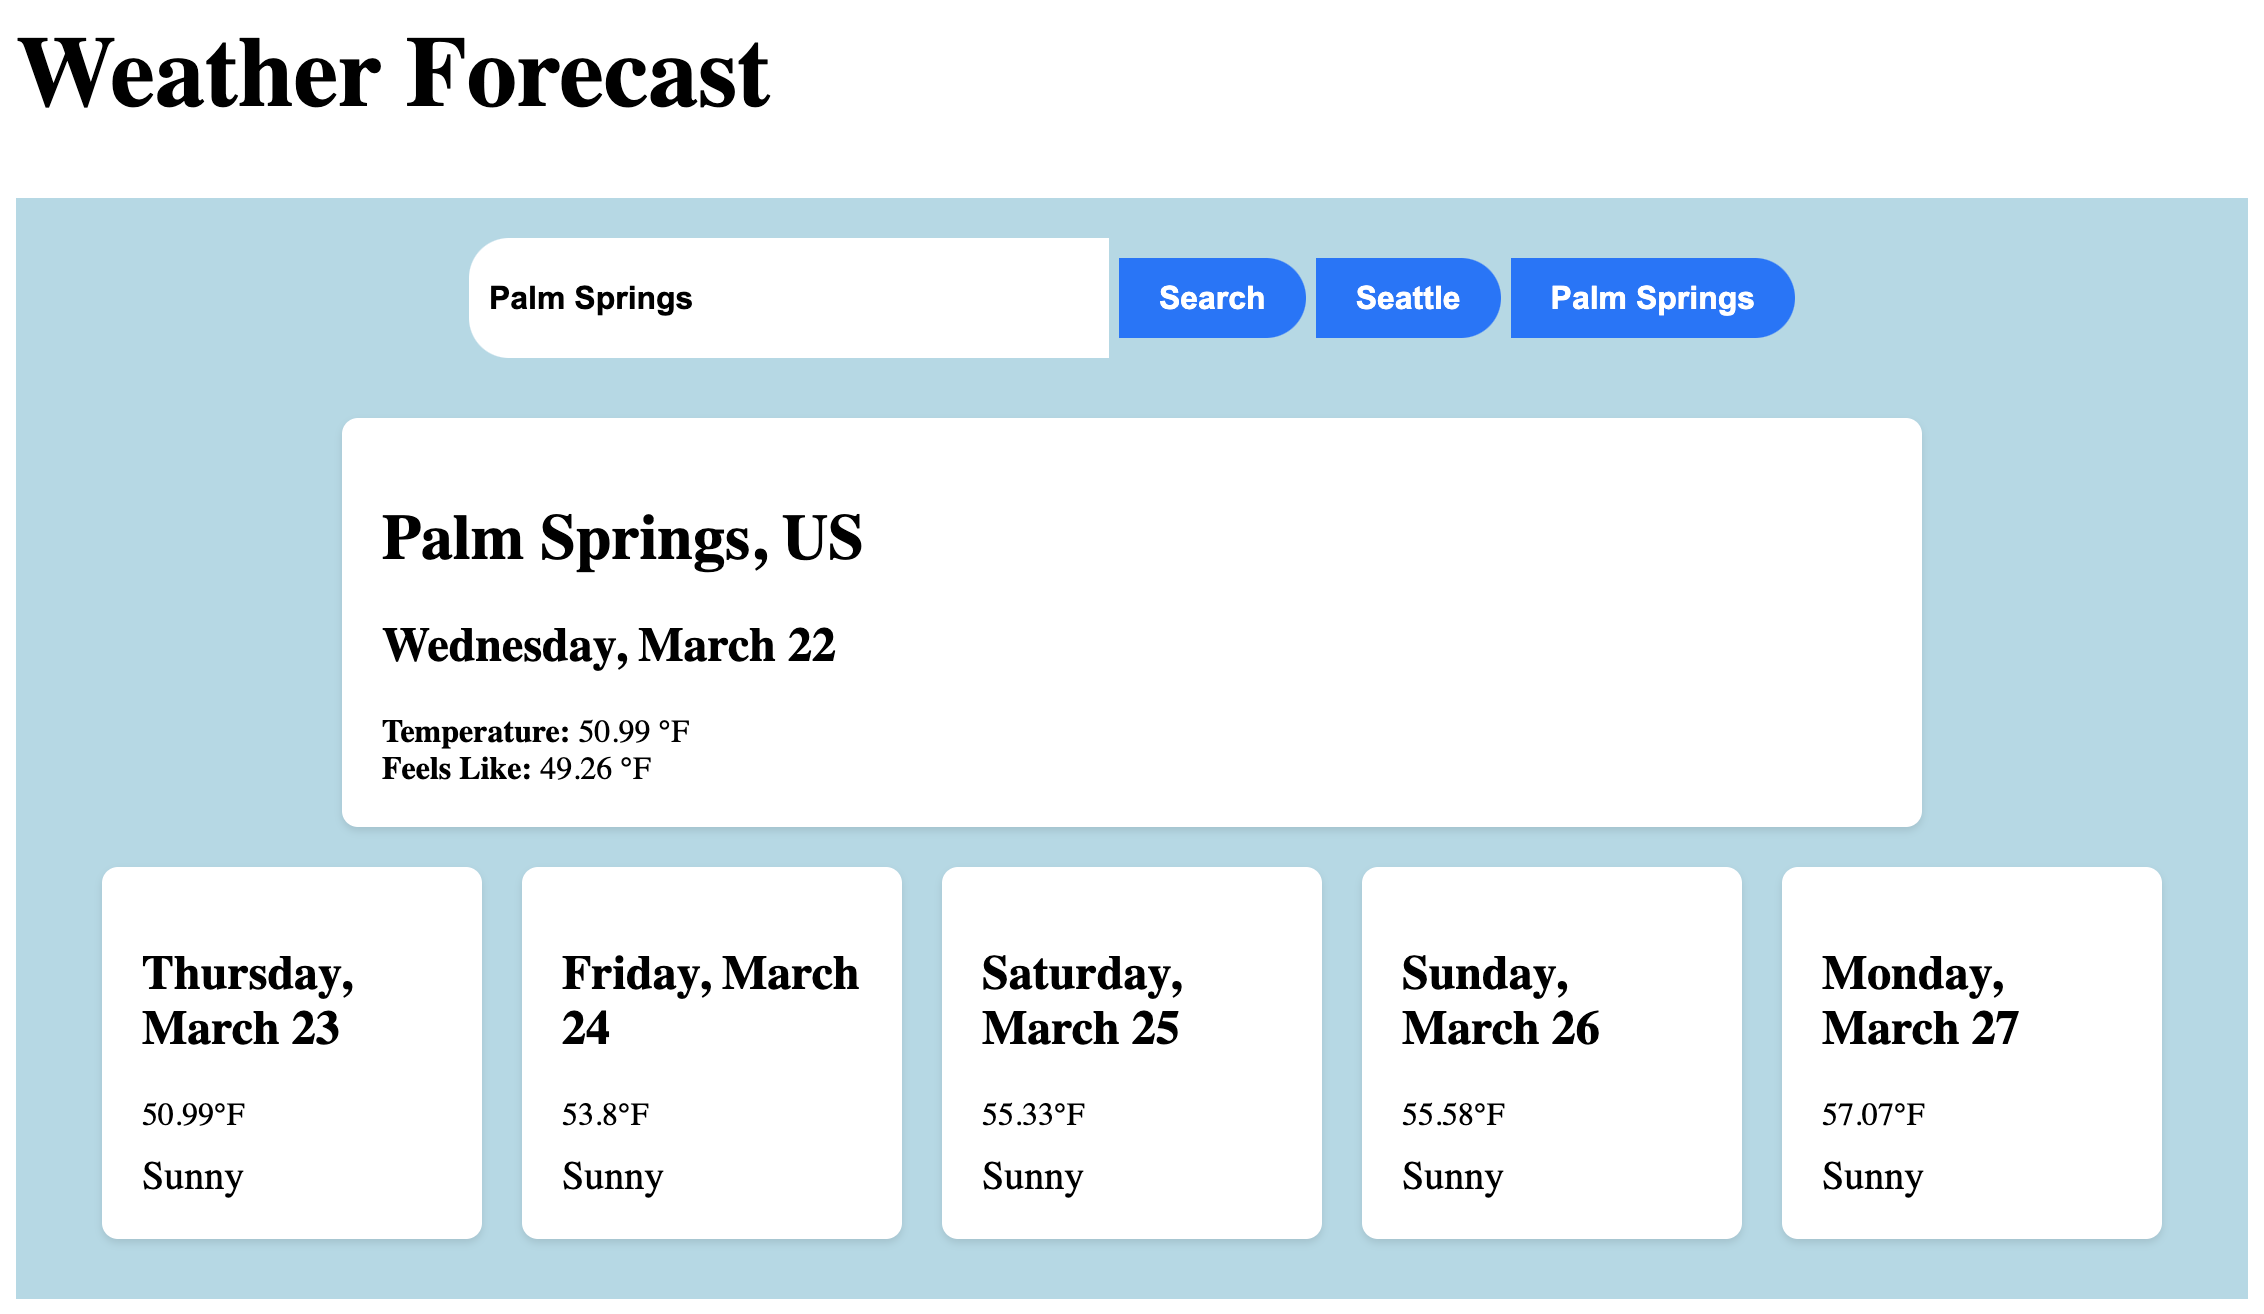 Weather Forecast
Palm Springs Search Seattle Palm Springs
Palm Springs, US
Wednesday, March 22
Temperature: 50.99 °F
Feels Like: 49.26 °F
Thursday,
March 23
50.99°F
Sunny
Friday, March
24
53.8°F
Sunny
Saturday,
March 25
55.33°F
Sunny
Sunday,
March 26
55.58°F
Sunny
Monday,
March 27
57.07°F
Sunny